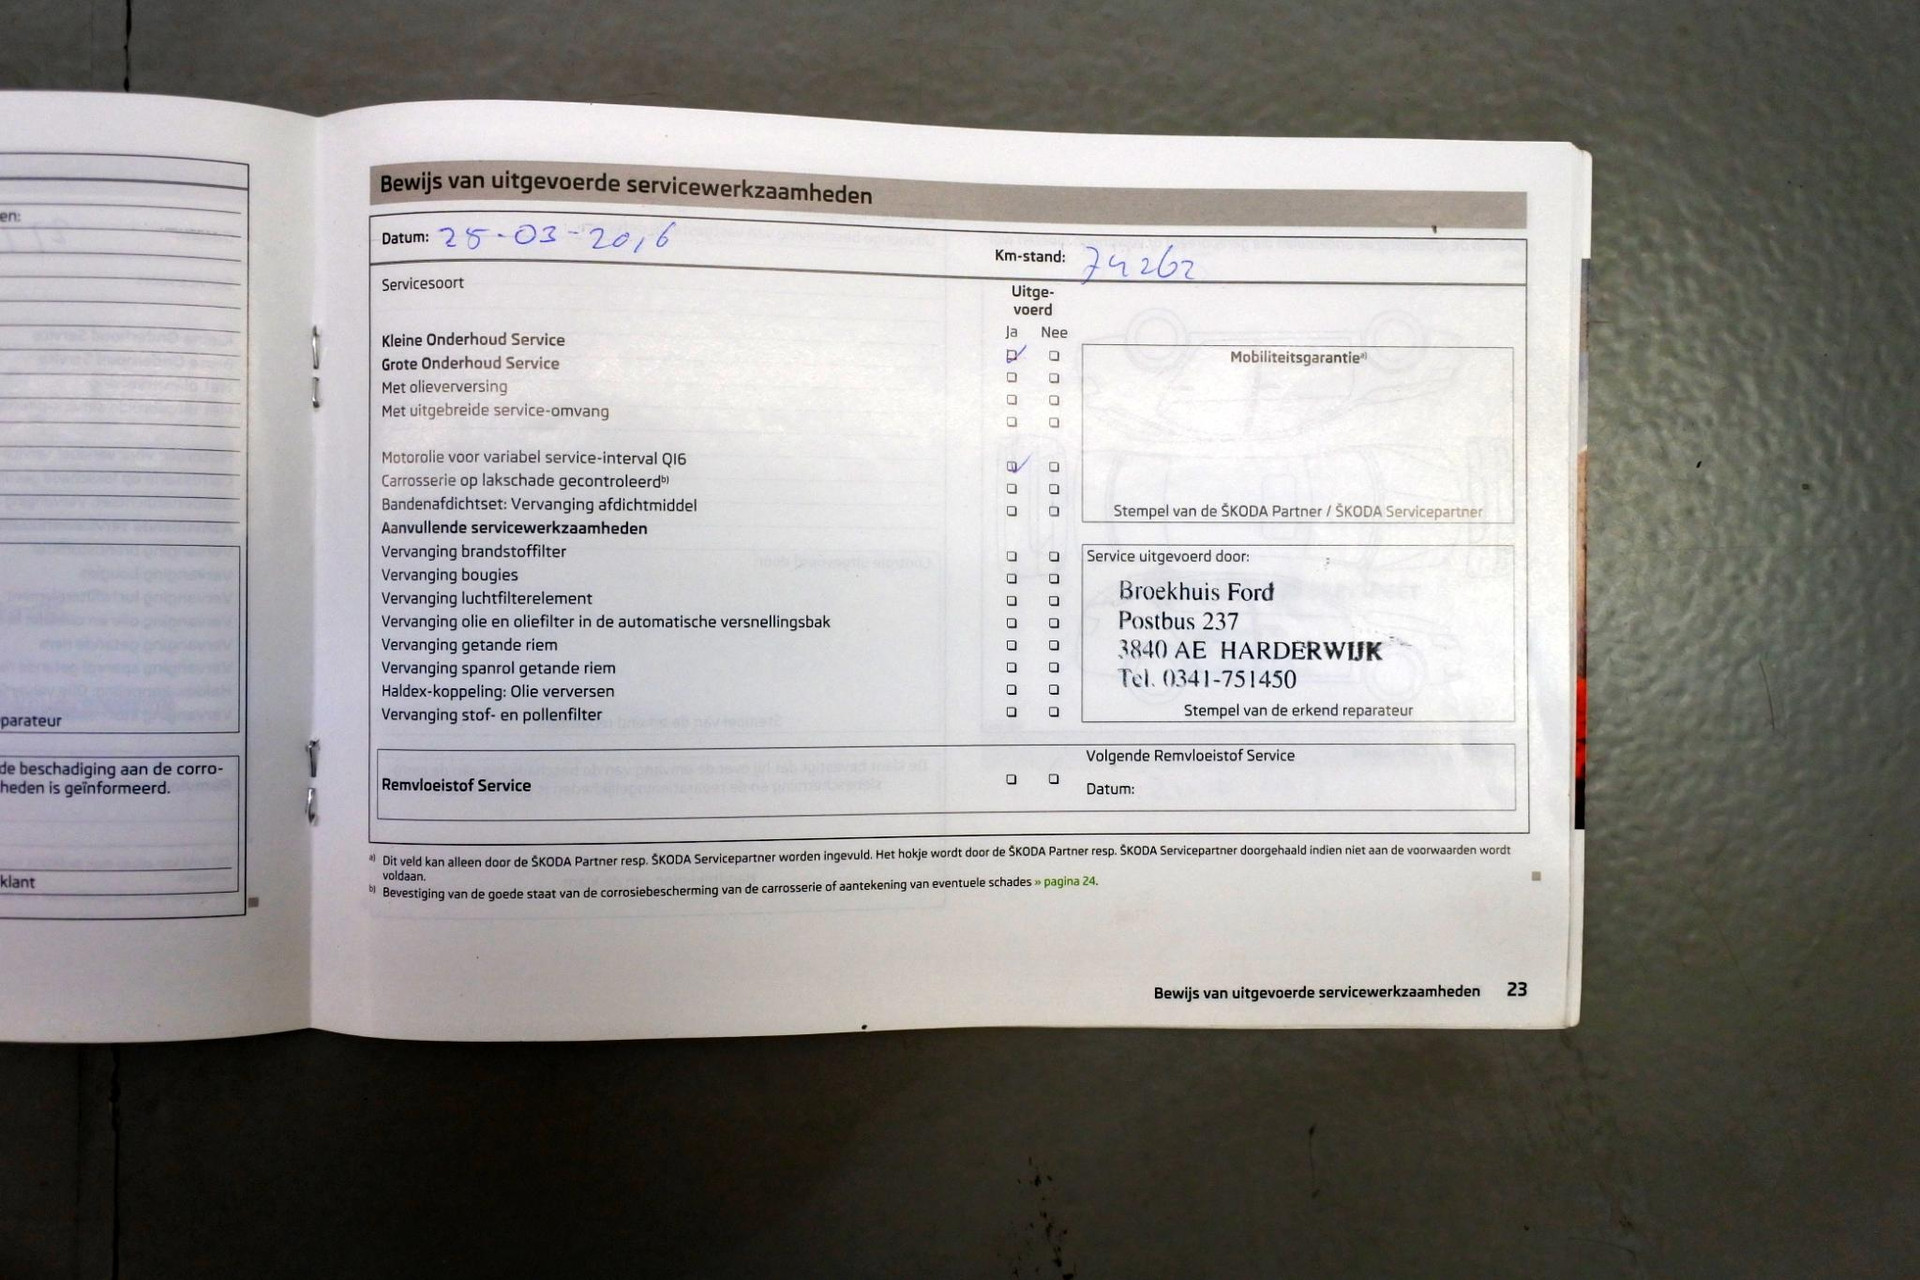 en:
parateur
de beschadiging aan de corro-
heden is geïnformeerd.
klant
Bewijs van uitgevoerde servicewerkzaamheden
Datum: 25-03-2016
Km-stand: 74262
Servicesoort
Uitge-
voerd
Ja Nee
Kleine Onderhoud Service
Grote Onderhoud Service
Met olieverversing
Met uitgebreide service-omvang
Motorolie voor variabel service-interval QI6
Carrosserie op lakschade gecontroleerd b)
Bandenafdichtset: Vervanging afdichtmiddel
Aanvullende servicewerkzaamheden
Vervanging brandstoffilter
Vervanging bougies
Vervanging luchtfilterelement
Vervanging olie en oliefilter in de automatische versnellingsbak
Vervanging getande riem
Vervanging spanrol getande riem
Haldex-koppeling: Olie verversen
Vervanging stof- en pollenfilter
Mobiliteitsgarantie a)
Stempel van de ŠKODA Partner / ŠKODA Servicepartner
Service uitgevoerd door:
Broekhuis Ford
Postbus 237
3840 AE HARDERWIJK
Tel. 0341-751450
Stempel van de erkend reparateur
Remvloeistof Service
Volgende Remvloeistof Service
Datum:
a) Dit veld kan alleen door de ŠKODA Partner resp. ŠKODA Servicepartner worden ingevuld. Het hokje wordt door de ŠKODA Partner resp. ŠKODA Servicepartner doorgehaald indien niet aan de voorwaarden wordt
voldaan.
b) Bevestiging van de goede staat van de corrosiebescherming van de carrosserie of aantekening van eventuele schades » pagina 24.
Bewijs van uitgevoerde servicewerkzaamheden 23